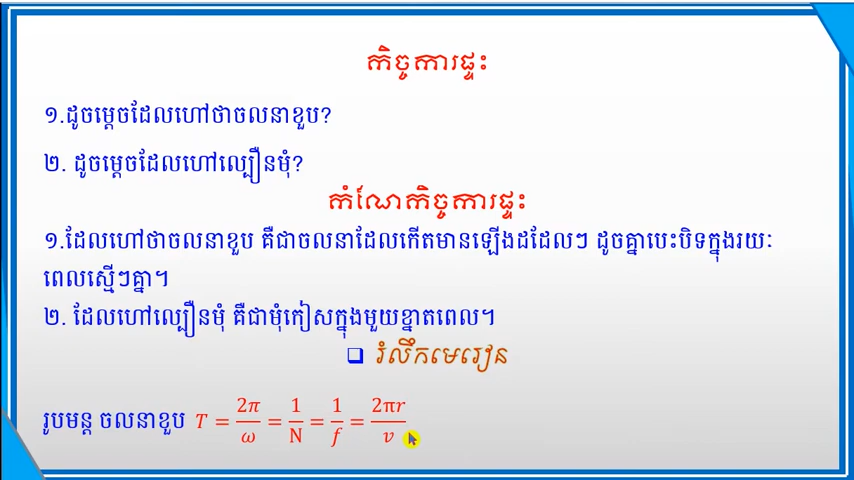 កិច្ចការផ្ទះ
១.ដូចម្តេចដែលហៅថាចលនាខួប?
២. ដូចម្តេចដែលហៅល្បឿនមុំ?
កំណែកិច្ចការផ្ទះ
១.ដែលហៅថាចលនាខួប គឺជាចលនាដែលកើតមានឡើងដដែលៗ ដូចគ្នាបេះបិទក្នុងរយៈ
ពេលស្មើៗគ្នា។
២. ដែលហៅល្បឿនមុំ គឺជាមុំកៀសក្នុងមួយខ្នាតពេល។
❑ រំលឹកមេរៀន
រូបមន្ត ចលនាខួប T = 2π/ω = 1/N = 1/f = 2πr/v